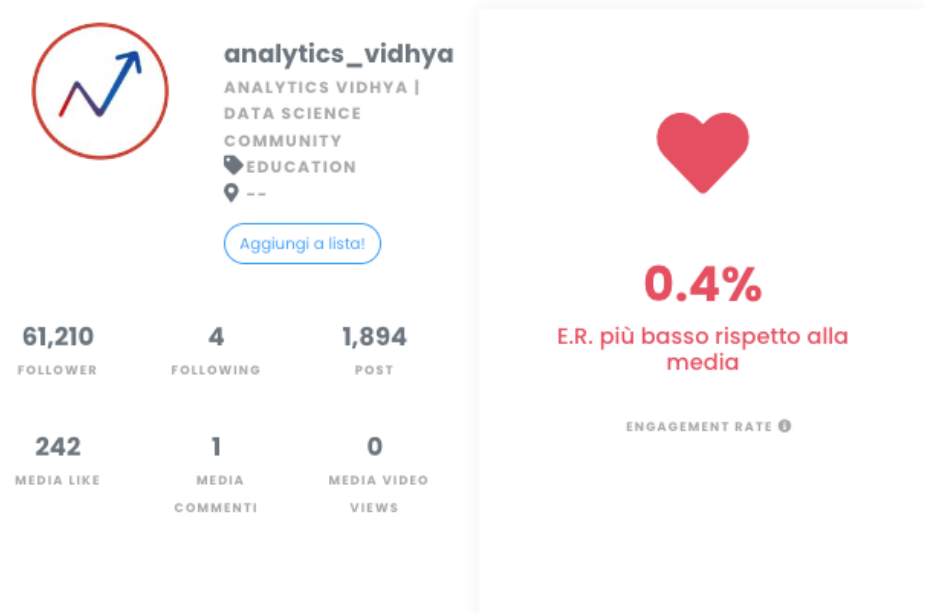 analytics_vidhya
ANALYTICS VIDHYA |
DATA SCIENCE
COMMUNITY
EDUCATION
--
Aggiungi a lista!
61,210
FOLLOWER
4
FOLLOWING
1,894
POST
242
MEDIA LIKE
1
MEDIA
COMMENTI
0
MEDIA VIDEO
VIEWS
0.4%
E.R. più basso rispetto alla
media
ENGAGEMENT RATE